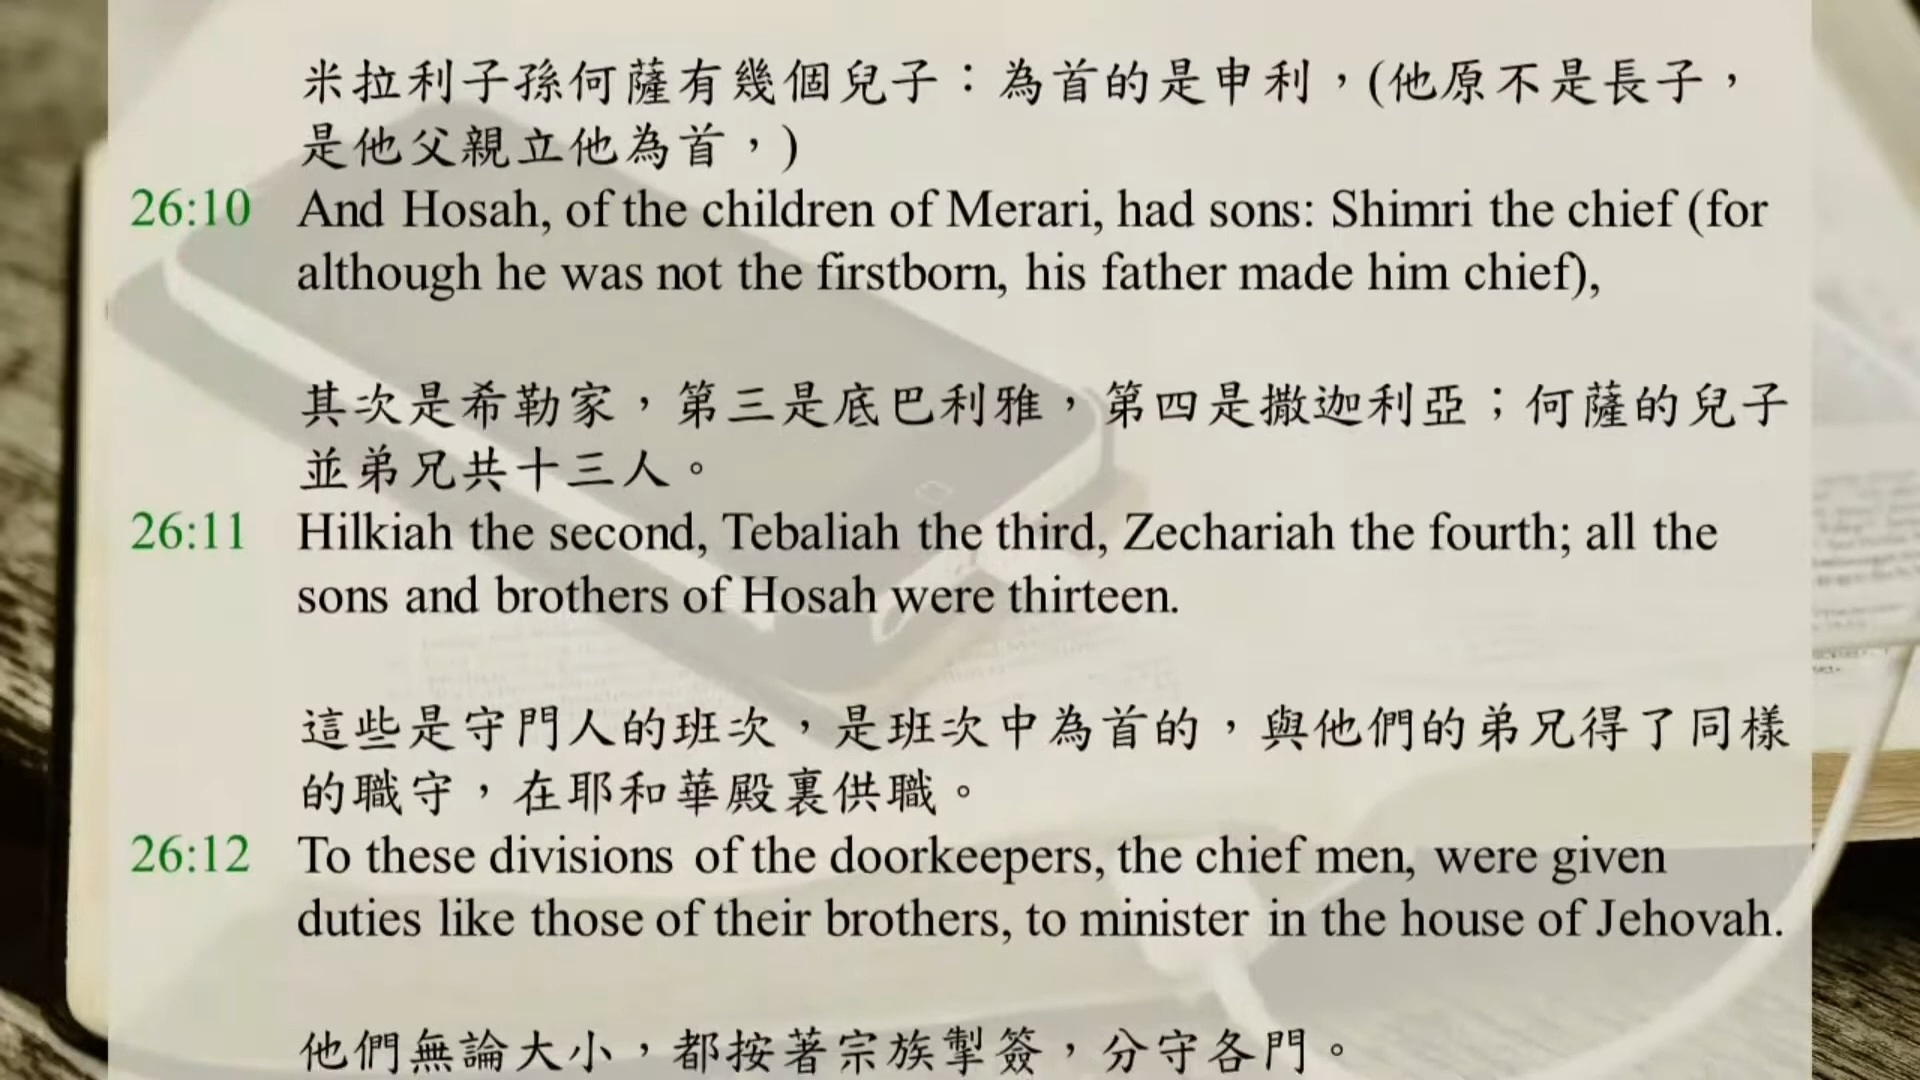 米拉利子孫何薩有幾個兒子：為首的是申利，(他原不是長子，
是他父親立他為首，)
26:10 And Hosah, of the children of Merari, had sons: Shimri the chief (for
although he was not the firstborn, his father made him chief),
其次是希勒家，第三是底巴利雅，第四是撒迦利亞；何薩的兒子
並弟兄共十三人。
26:11 Hilkiah the second, Tebaliah the third, Zechariah the fourth; all the
sons and brothers of Hosah were thirteen.
這些是守門人的班次，是班次中為首的，與他們的弟兄得了同樣
的職守，在耶和華殿裏供職。
26:12 To these divisions of the doorkeepers, the chief men, were given
duties like those of their brothers, to minister in the house of Jehovah.
他們無論大小，都按著宗族掣簽，分守各門。